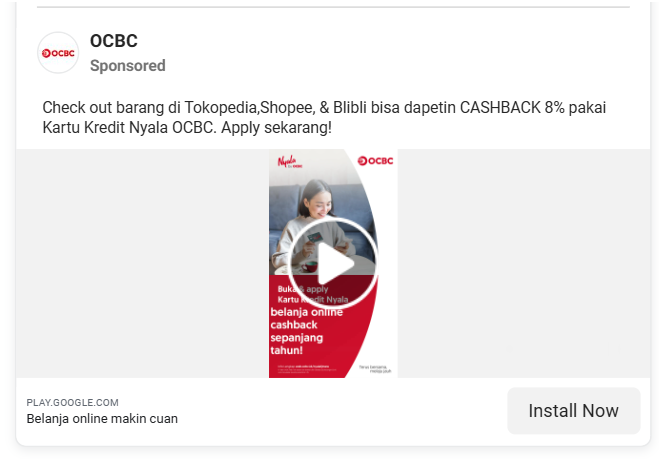 OCBC
OCBC
Sponsored
Check out barang di Tokopedia,Shopee, & Blibli bisa dapetin CASHBACK 8% pakai
Kartu Kredit Nyala OCBC. Apply sekarang!
Nyala
OCBC
Buka & apply
Kartu Kredit Nyala
belanja online
cashback
sepanjang
tahun!
PLAY.GOOGLE.COM
Belanja online makin cuan
Install Now